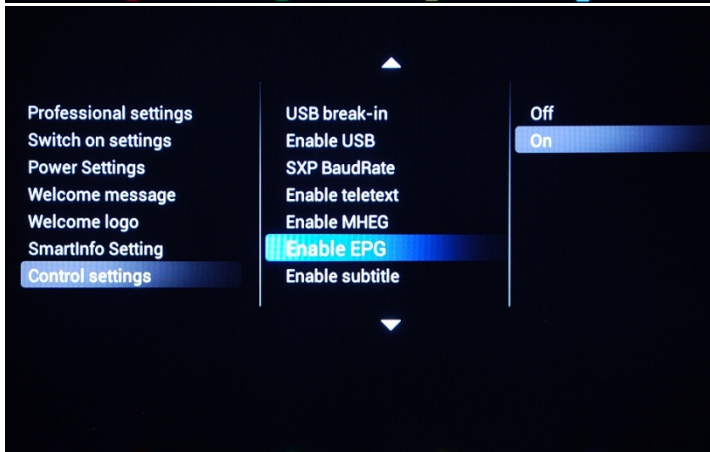 Professional settings
Switch on settings
Power Settings
Welcome message
Welcome logo
SmartInfo Setting
Control settings
USB break-in
Enable USB
SXP BaudRate
Enable teletext
Enable MHEG
Enable EPG
Enable subtitle
Off
On